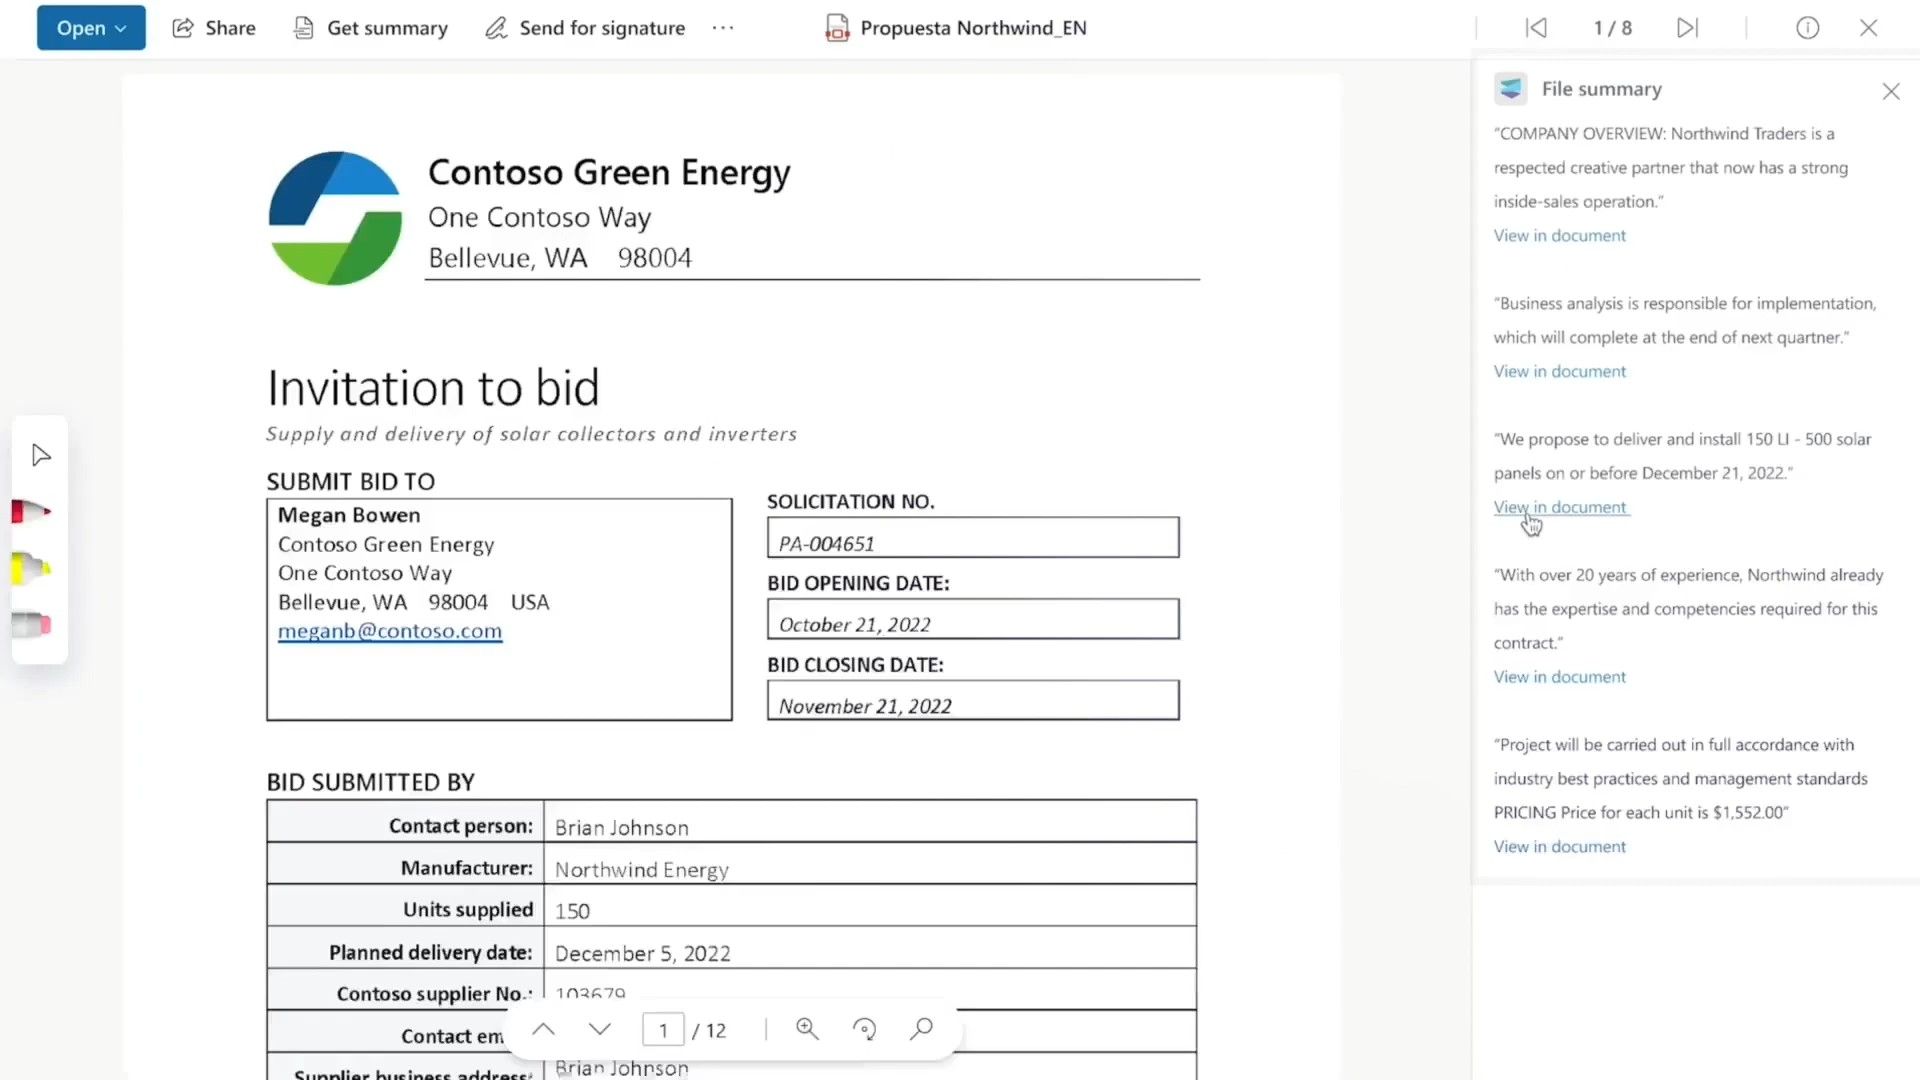 Open Share Get summary Send for signature ··· Propuesta Northwind_EN 1 / 8
Contoso Green Energy
One Contoso Way
Bellevue, WA 98004
Invitation to bid
Supply and delivery of solar collectors and inverters
SUBMIT BID TO
Megan Bowen
Contoso Green Energy
One Contoso Way
Bellevue, WA 98004 USA
meganb@contoso.com
SOLICITATION NO.
PA-004651
BID OPENING DATE:
October 21, 2022
BID CLOSING DATE:
November 21, 2022
BID SUBMITTED BY
Contact person: Brian Johnson
Manufacturer: Northwind Energy
Units supplied 150
Planned delivery date: December 5, 2022
Contoso supplier No.: 103679
Contact em
Supplier business address: Brian Johnson
1 / 12
File summary
“COMPANY OVERVIEW: Northwind Traders is a
respected creative partner that now has a strong
inside-sales operation.”
View in document
“Business analysis is responsible for implementation,
which will complete at the end of next quartner.”
View in document
“We propose to deliver and install 150 LI - 500 solar
panels on or before December 21, 2022.”
View in document
“With over 20 years of experience, Northwind already
has the expertise and competencies required for this
contract.”
View in document
“Project will be carried out in full accordance with
industry best practices and management standards
PRICING Price for each unit is $1,552.00”
View in document